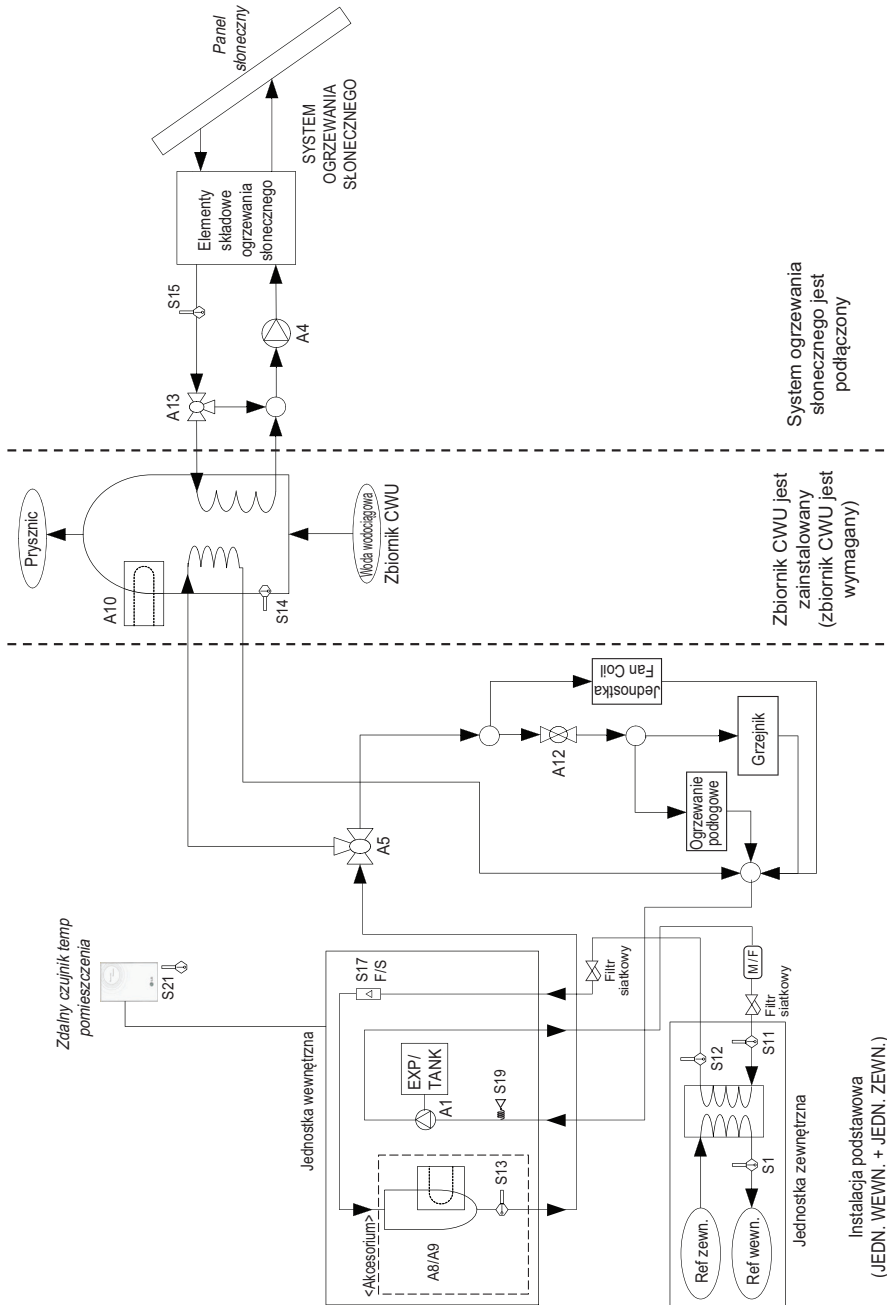 Panel
słoneczny
SYSTEM
OGRZEWANIA
SŁONECZNEGO
Elementy
składowe
ogrzewania
słonecznego
S15
A4
A13
System ogrzewania
słonecznego jest
podłączony
Prysznic
A10
S14
Woda wodociągowa
Zbiornik CWU
Zbiornik CWU jest
zainstalowany
(zbiornik CWU jest
wymagany)
Jednostka
Fan Coil
A12
Grzejnik
Ogrzewanie
podłogowe
A5
Zdalny czujnik temp
pomieszczenia
S21
Jednostka wewnętrzna
S17
F/S
EXP/
TANK
A1
S19
<Akcesorium>
A8/A9
S13
Filtr
siatkowy
M/F
Filtr
siatkowy
S12
S11
S1
Ref zewn.
Ref wewn.
Jednostka zewnętrzna
Instalacja podstawowa
(JEDN. WEWN. + JEDN. ZEWN.)